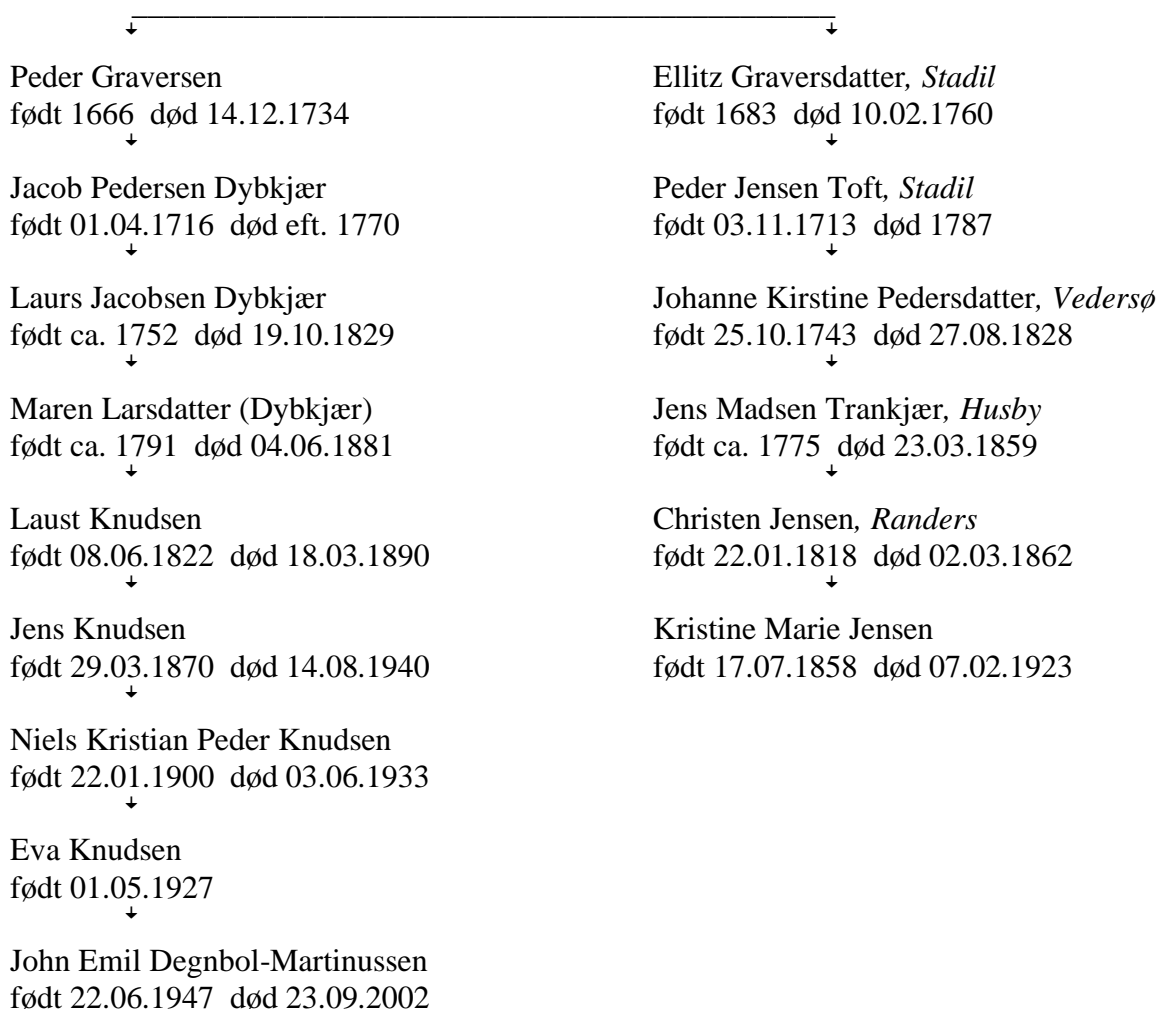 Peder Graversen
født 1666 død 14.12.1734
Jacob Pedersen Dybkjær
født 01.04.1716 død eft. 1770
Laurs Jacobsen Dybkjær
født ca. 1752 død 19.10.1829
Maren Larsdatter (Dybkjær)
født ca. 1791 død 04.06.1881
Laust Knudsen
født 08.06.1822 død 18.03.1890
Jens Knudsen
født 29.03.1870 død 14.08.1940
Niels Kristian Peder Knudsen
født 22.01.1900 død 03.06.1933
Eva Knudsen
født 01.05.1927
John Emil Degnbol-Martinussen
født 22.06.1947 død 23.09.2002
Ellitz Graversdatter, Stadil
født 1683 død 10.02.1760
Peder Jensen Toft, Stadil
født 03.11.1713 død 1787
Johanne Kirstine Pedersdatter, Vedersø
født 25.10.1743 død 27.08.1828
Jens Madsen Trankjær, Husby
født ca. 1775 død 23.03.1859
Christen Jensen, Randers
født 22.01.1818 død 02.03.1862
Kristine Marie Jensen
født 17.07.1858 død 07.02.1923